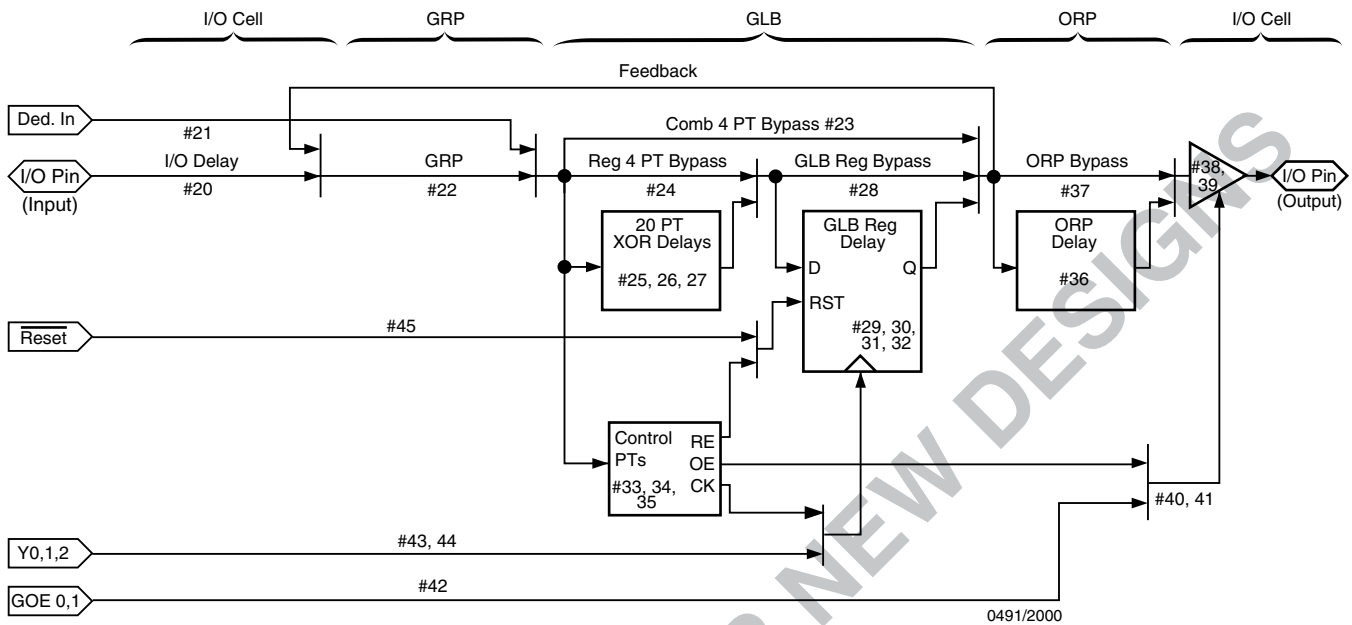 I/O Cell GRP GLB ORP I/O Cell
Feedback
Ded. In
#21
Comb 4 PT Bypass #23
I/O Pin
(Input)
I/O Delay
#20
GRP
#22
Reg 4 PT Bypass
#24
GLB Reg Bypass
#28
ORP Bypass
#37
#38,
39
I/O Pin
(Output)
20 PT
XOR Delays
#25, 26, 27
GLB Reg
Delay
D
Q
RST
#29, 30,
31, 32
ORP
Delay
#36
Reset
#45
Control
PTs
#33, 34,
35
RE
OE
CK
#40, 41
Y0,1,2
#43, 44
GOE 0,1
#42
0491/2000
NEW DESIGNS